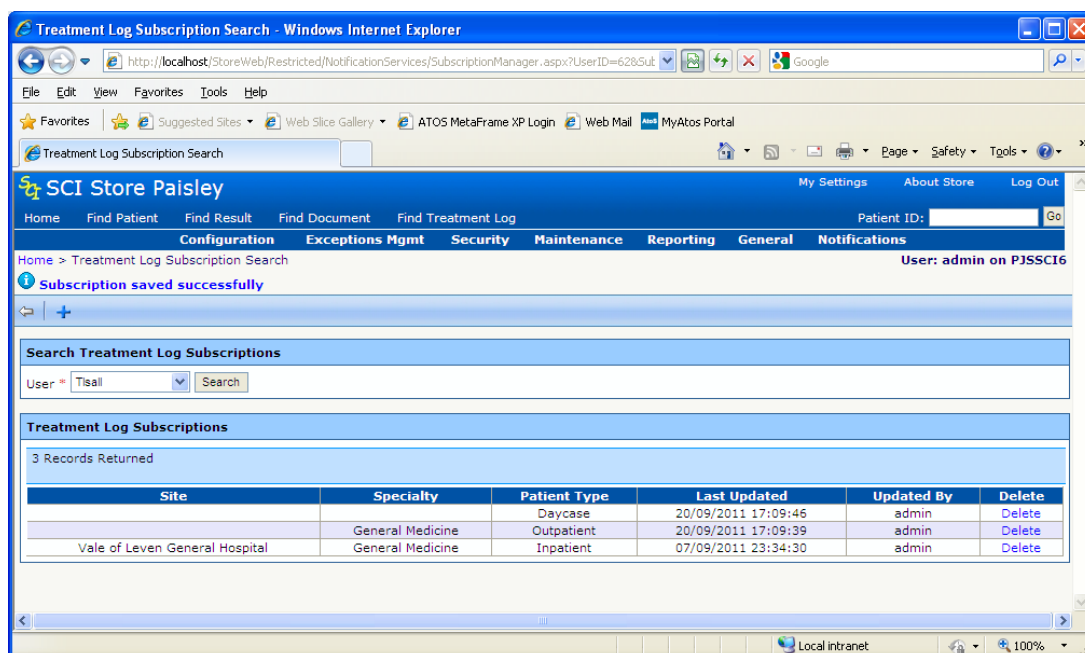 Treatment Log Subscription Search - Windows Internet Explorer
http://localhost/StoreWeb/Restricted/NotificationServices/SubscriptionManager.aspx?UserID=62&Sub
Google
File Edit View Favorites Tools Help
Favorites Suggested Sites Web Slice Gallery ATOS MetaFrame XP Login Web Mail AtoS MyAtos Portal
Treatment Log Subscription Search Page Safety Tools
SCI SCI Store Paisley My Settings About Store Log Out
Home Find Patient Find Result Find Document Find Treatment Log Patient ID: Go
Configuration Exceptions Mgmt Security Maintenance Reporting General Notifications
Home > Treatment Log Subscription Search User: admin on PJSSCI6
Subscription saved successfully
Search Treatment Log Subscriptions
User * Tlsall Search
Treatment Log Subscriptions
3 Records Returned
Site Specialty Patient Type Last Updated Updated By Delete
Daycase 20/09/2011 17:09:46 admin Delete
General Medicine Outpatient 20/09/2011 17:09:39 admin Delete
Vale of Leven General Hospital General Medicine Inpatient 07/09/2011 23:34:30 admin Delete
Local intranet 100%